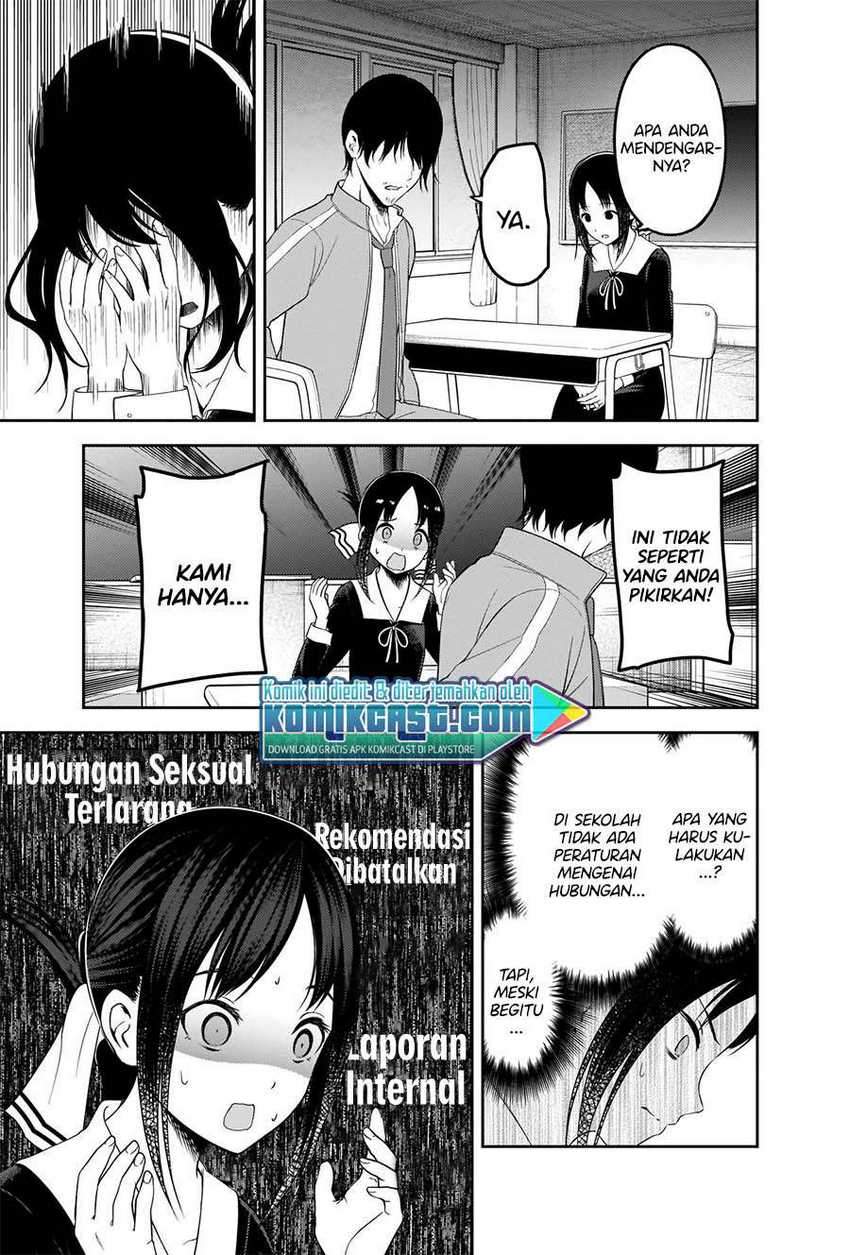 APA ANDA
MENDENGAR-
NYA?
YA.
INI TIDAK
SEPERTI
YANG ANDA
PIKIRKAN!
KAMI
HANYA...
Komik ini diedit & diterjemahkan oleh
KOMIKCAST.COM
DOWNLOAD GRATIS APK KOMIKCAST DI PLAYSTORE
APA YANG
HARUS KU-
LAKUKAN
...?
DI SEKOLAH
TIDAK ADA
PERATURAN
MENGENAI
HUBUNGAN...
TAPI,
MESKI
BEGITU
...
Hubungan Seksual
Terlarang
Rekomendasi
Dibatalkan
Laporan
Internal